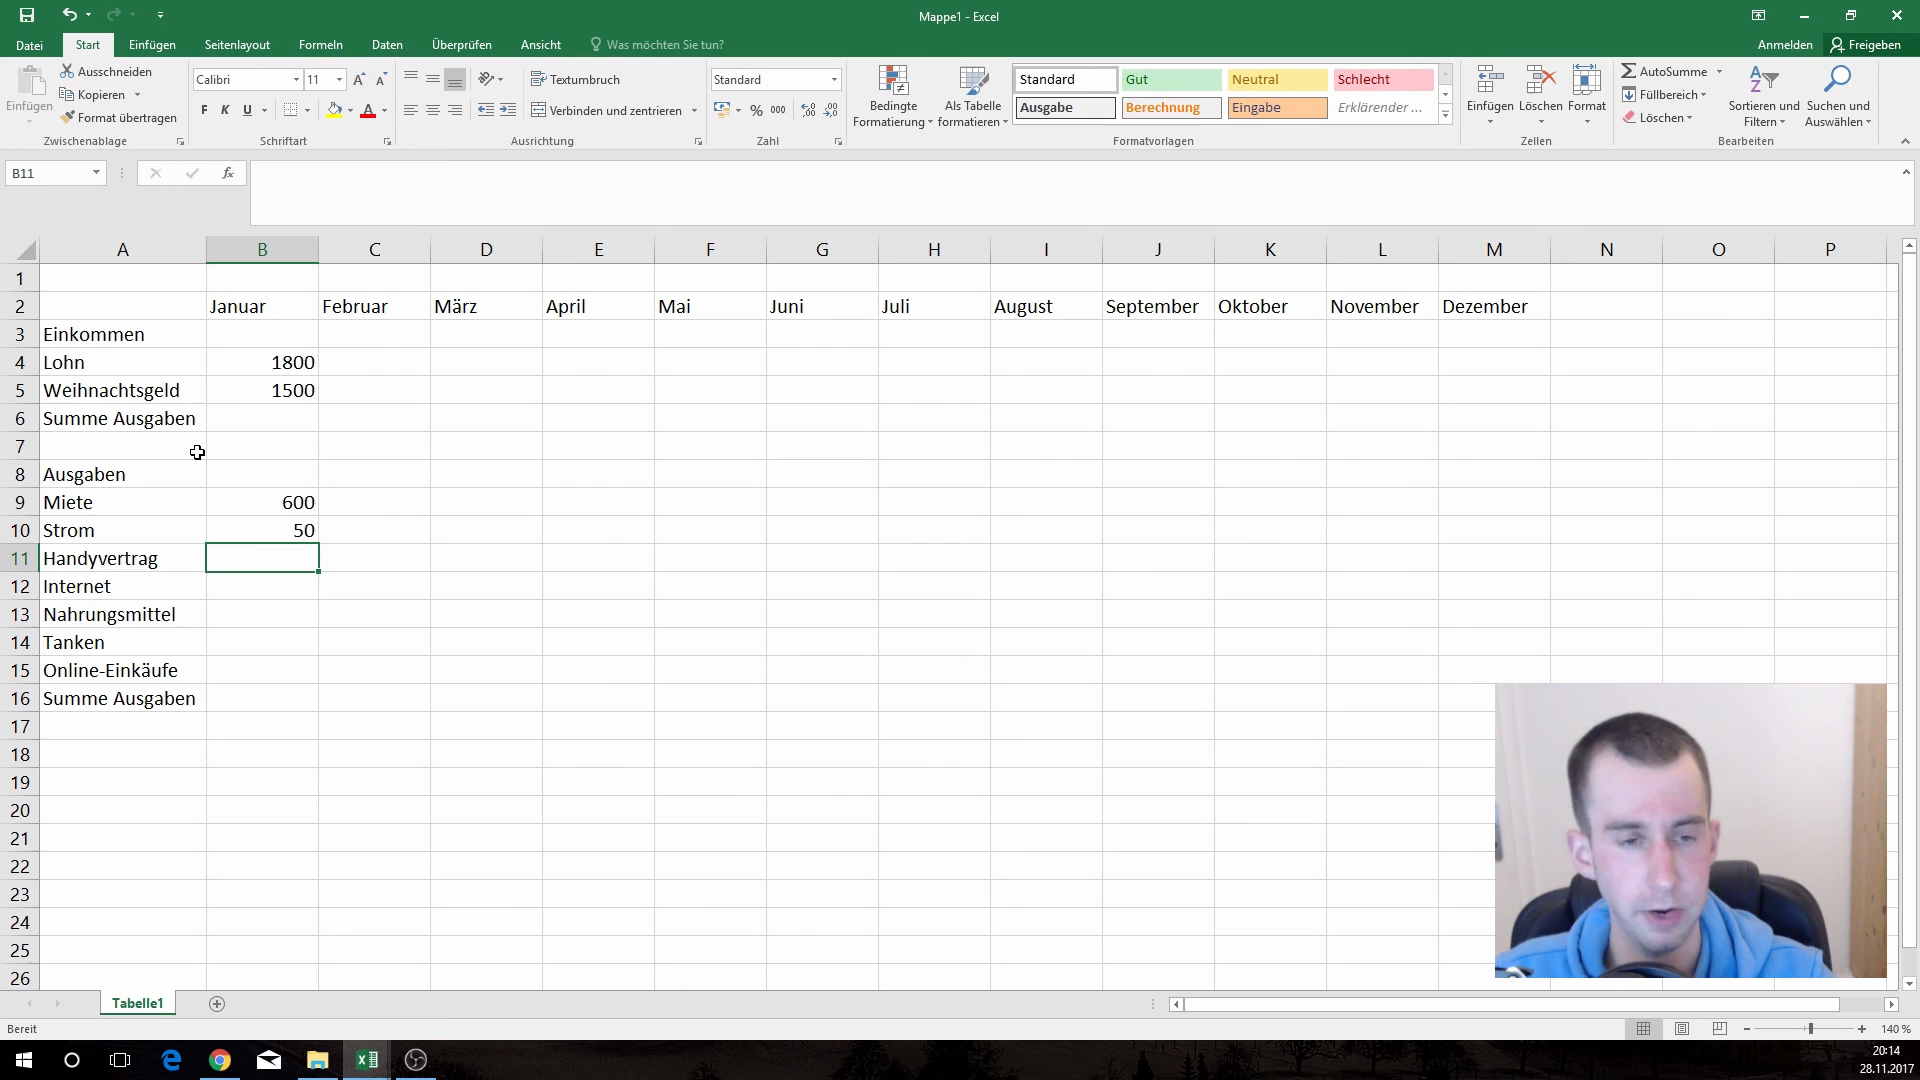 Mappe1 - Excel
Datei Start Einfügen Seitenlayout Formeln Daten Überprüfen Ansicht Was möchten Sie tun? Anmelden Freigeben
Einfügen
Ausschneiden
Kopieren
Format übertragen
Zwischenablage
Calibri 11
F K U
Schriftart
Textumbruch
Verbinden und zentrieren
Ausrichtung
Standard
% 000
Zahl
Bedingte Formatierung
Als Tabelle formatieren
Standard Gut Neutral Schlecht
Ausgabe Berechnung Eingabe Erklärender ...
Formatvorlagen
Einfügen Löschen Format
Zellen
AutoSumme
Füllbereich
Löschen
Sortieren und Filtern
Suchen und Auswählen
Bearbeiten
B11 fx
A B C D E F G H I J K L M N O P
1
2 Januar Februar März April Mai Juni Juli August September Oktober November Dezember
3 Einkommen
4 Lohn 1800
5 Weihnachtsgeld 1500
6 Summe Ausgaben
7
8 Ausgaben
9 Miete 600
10 Strom 50
11 Handyvertrag
12 Internet
13 Nahrungsmittel
14 Tanken
15 Online-Einkäufe
16 Summe Ausgaben
17
18
19
20
21
22
23
24
25
26
Tabelle1
Bereit 140 %
20:14
28.11.2017